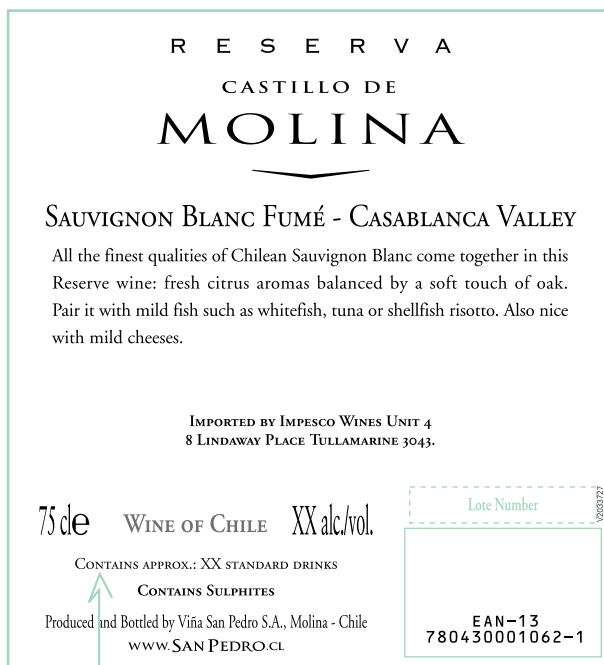 RESERVA
CASTILLO DE
MOLINA
Sauvignon Blanc Fumé - Casablanca Valley
All the finest qualities of Chilean Sauvignon Blanc come together in this
Reserve wine: fresh citrus aromas balanced by a soft touch of oak.
Pair it with mild fish such as whitefish, tuna or shellfish risotto. Also nice
with mild cheeses.
Imported by Impesco Wines Unit 4
8 Lindaway Place Tullamarine 3043.
75 cle Wine of Chile XX alc./vol.
Lote Number
V2033727
Contains approx.: XX standard drinks
Contains Sulphites
Produced and Bottled by Viña San Pedro S.A., Molina - Chile
www.SanPedro.cl
EAN-13
780430001062-1